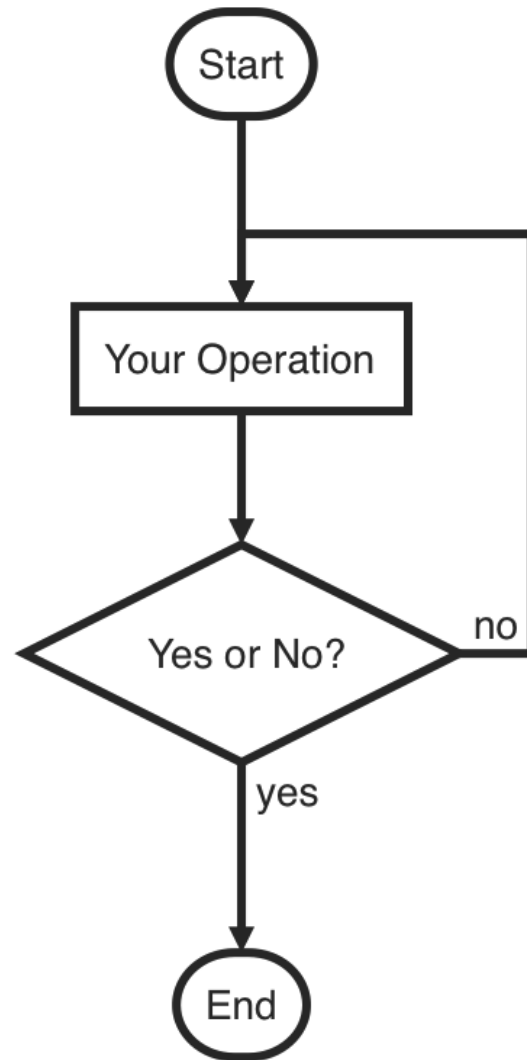 Start
Your Operation
Yes or No?
no
yes
End